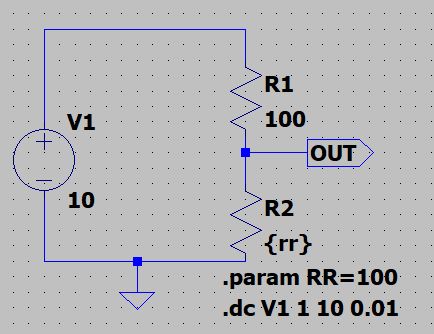 R1
V1
100
OUT
10
R2
{rr}
.param RR=100
.dc V1 1 10 0.01